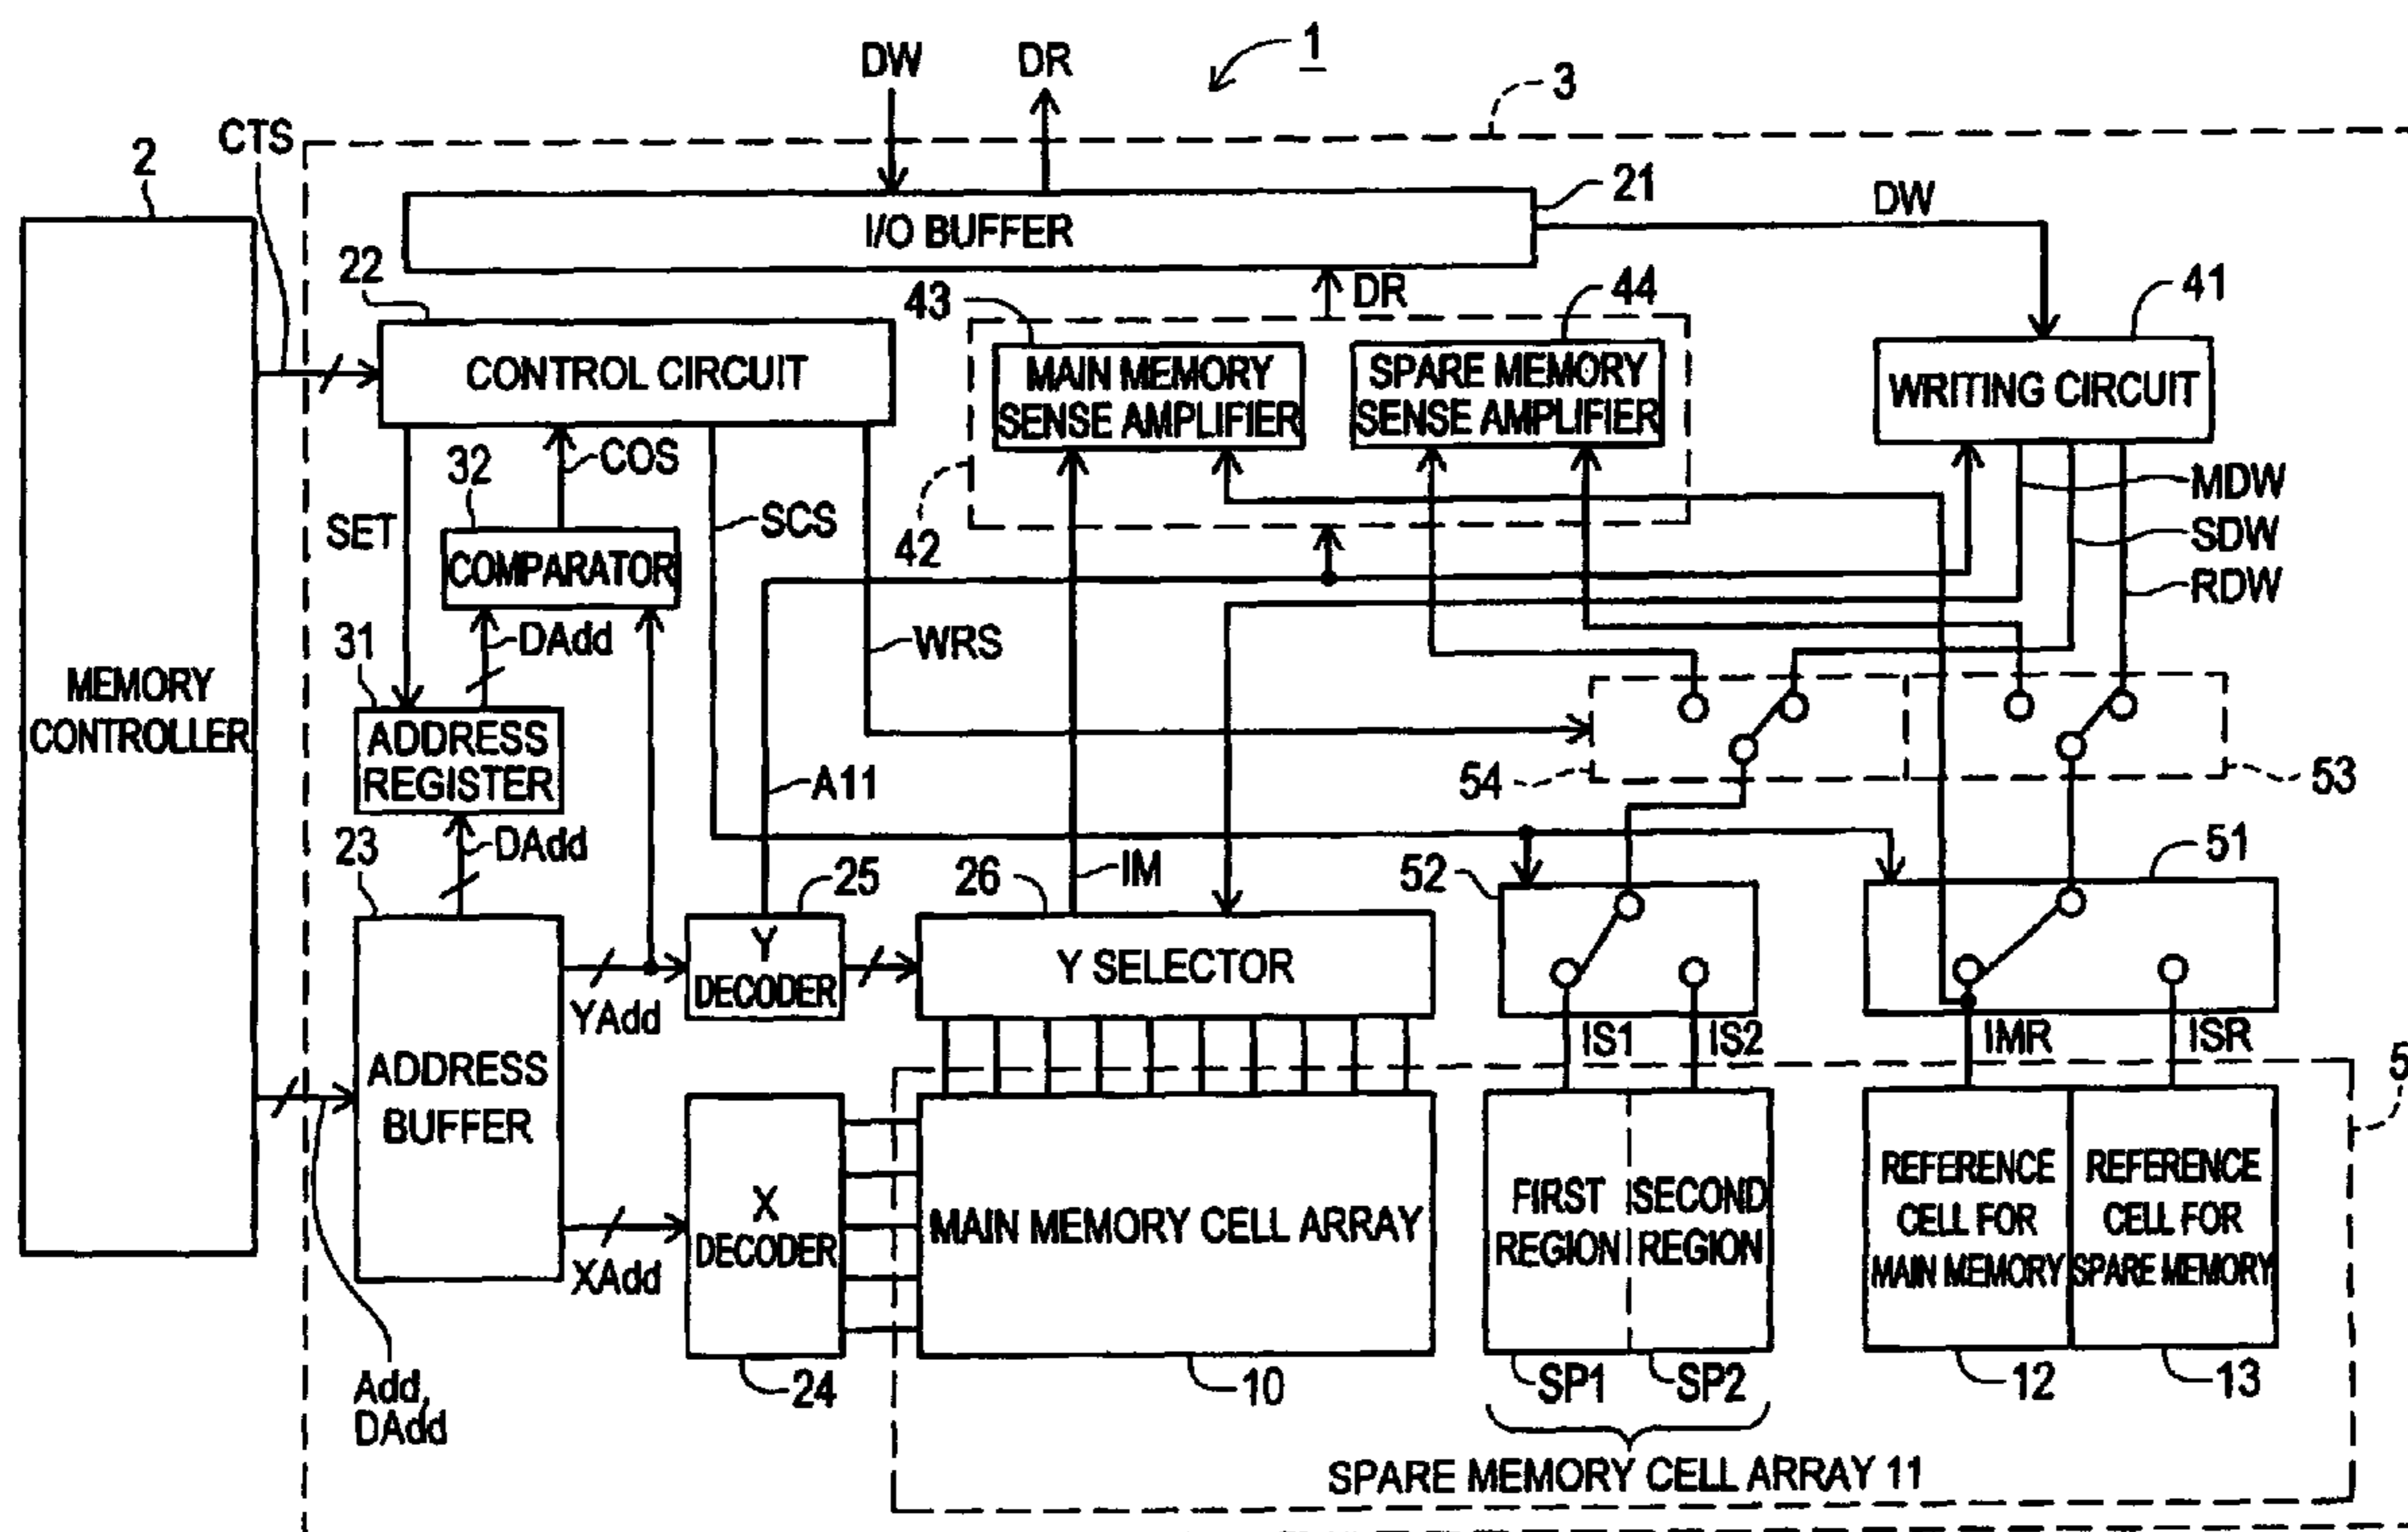 DW
DR
1
3
CTS
2
21
DW
I/O BUFFER
22
43
DR
44
41
CONTROL CIRCUIT
MAIN MEMORY
SENSE AMPLIFIER
SPARE MEMORY
SENSE AMPLIFIER
WRITING CIRCUIT
32
COS
MDW
SET
SCS
42
SDW
COMPARATOR
RDW
31
DAdd
WRS
MEMORY
CONTROLLER
ADDRESS
REGISTER
A11
54
53
23
DAdd
25
26
IM
52
51
Y
DECODER
Y SELECTOR
YAdd
IS1
IS2
IMR
ISR
5
ADDRESS
BUFFER
X
DECODER
MAIN MEMORY CELL ARRAY
FIRST
REGION
SECOND
REGION
REFERENCE
CELL FOR
MAIN MEMORY
REFERENCE
CELL FOR
SPARE MEMORY
XAdd
Add,
DAdd
24
10
SP1
SP2
12
13
SPARE MEMORY CELL ARRAY 11